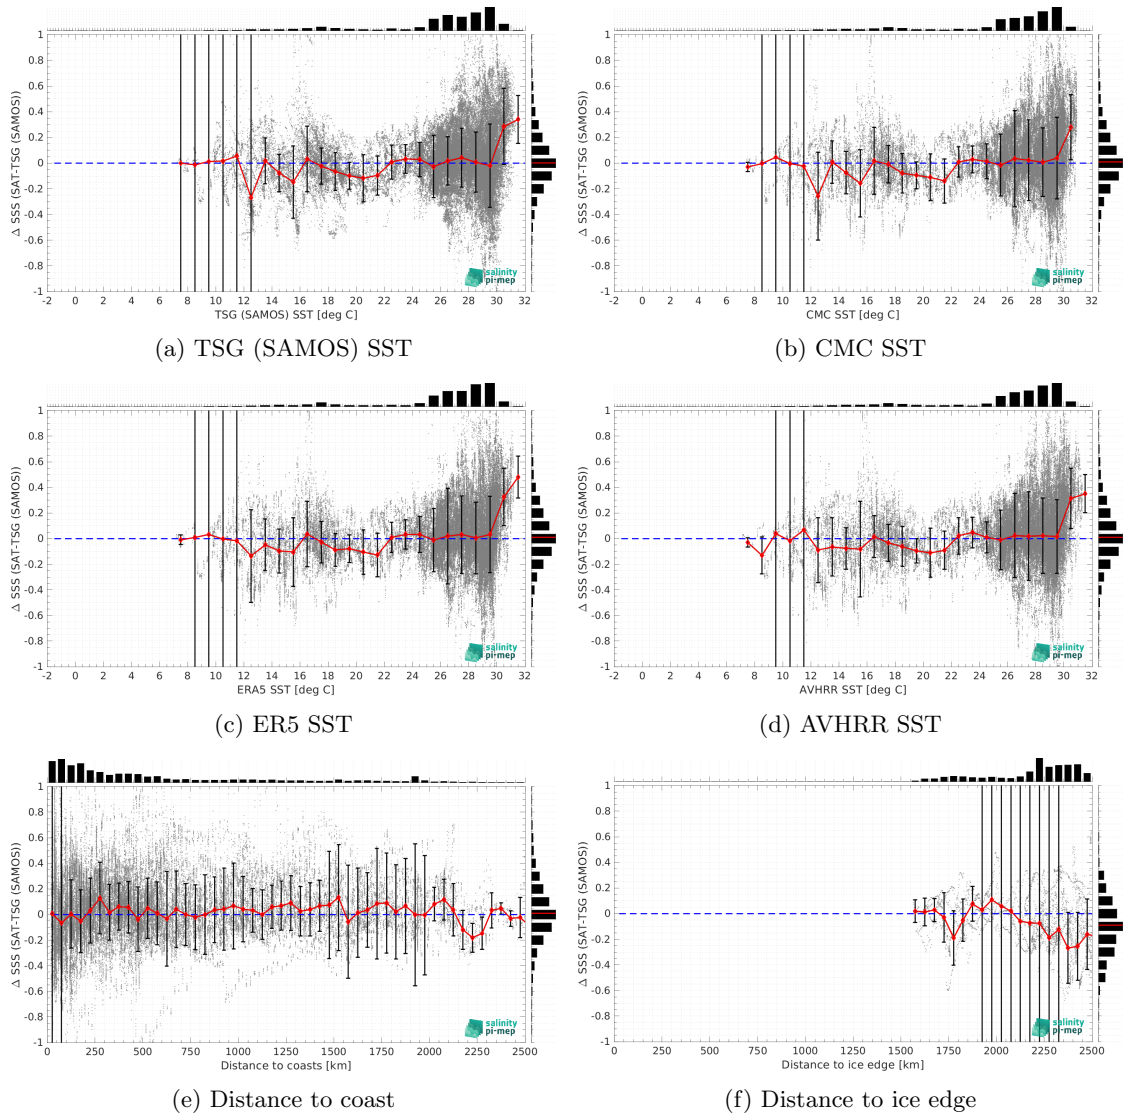 Δ SSS (SAT-TSG (SAMOS))
1
0.8
0.6
0.4
0.2
0
-0.2
-0.4
-0.6
-0.8
-1
salinity
pi-mep
-2 0 2 4 6 8 10 12 14 16 18 20 22 24 26 28 30 32
TSG (SAMOS) SST [deg C]
(a) TSG (SAMOS) SST
Δ SSS (SAT-TSG (SAMOS))
1
0.8
0.6
0.4
0.2
0
-0.2
-0.4
-0.6
-0.8
-1
salinity
pi-mep
-2 0 2 4 6 8 10 12 14 16 18 20 22 24 26 28 30 32
CMC SST [deg C]
(b) CMC SST
Δ SSS (SAT-TSG (SAMOS))
1
0.8
0.6
0.4
0.2
0
-0.2
-0.4
-0.6
-0.8
-1
salinity
pi-mep
-2 0 2 4 6 8 10 12 14 16 18 20 22 24 26 28 30 32
ERA5 SST [deg C]
(c) ER5 SST
Δ SSS (SAT-TSG (SAMOS))
1
0.8
0.6
0.4
0.2
0
-0.2
-0.4
-0.6
-0.8
-1
salinity
pi-mep
-2 0 2 4 6 8 10 12 14 16 18 20 22 24 26 28 30 32
AVHRR SST [deg C]
(d) AVHRR SST
Δ SSS (SAT-TSG (SAMOS))
1
0.8
0.6
0.4
0.2
0
-0.2
-0.4
-0.6
-0.8
-1
salinity
pi-mep
0 250 500 750 1000 1250 1500 1750 2000 2250 2500
Distance to coasts [km]
(e) Distance to coast
Δ SSS (SAT-TSG (SAMOS))
1
0.8
0.6
0.4
0.2
0
-0.2
-0.4
-0.6
-0.8
-1
salinity
pi-mep
0 250 500 750 1000 1250 1500 1750 2000 2250 2500
Distance to ice edge [km]
(f) Distance to ice edge